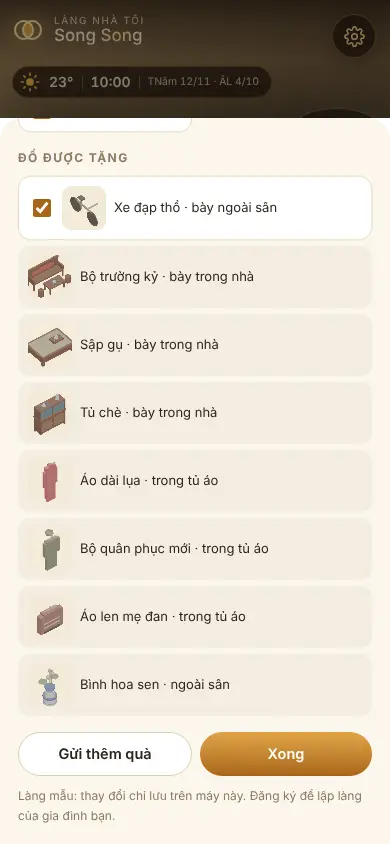 LÀNG NHÀ TÔI
Song Song
23° 10:00 TNăm 12/11 · ÂL 4/10
ĐỒ ĐƯỢC TẶNG
Xe đạp thồ · bày ngoài sân
Bộ trường kỷ · bày trong nhà
Sập gụ · bày trong nhà
Tủ chè · bày trong nhà
Áo dài lụa · trong tủ áo
Bộ quân phục mới · trong tủ áo
Áo len mẹ đan · trong tủ áo
Bình hoa sen · ngoài sân
Gửi thêm quà
Xong
Làng mẫu: thay đổi chỉ lưu trên máy này. Đăng ký để lập làng
của gia đình bạn.